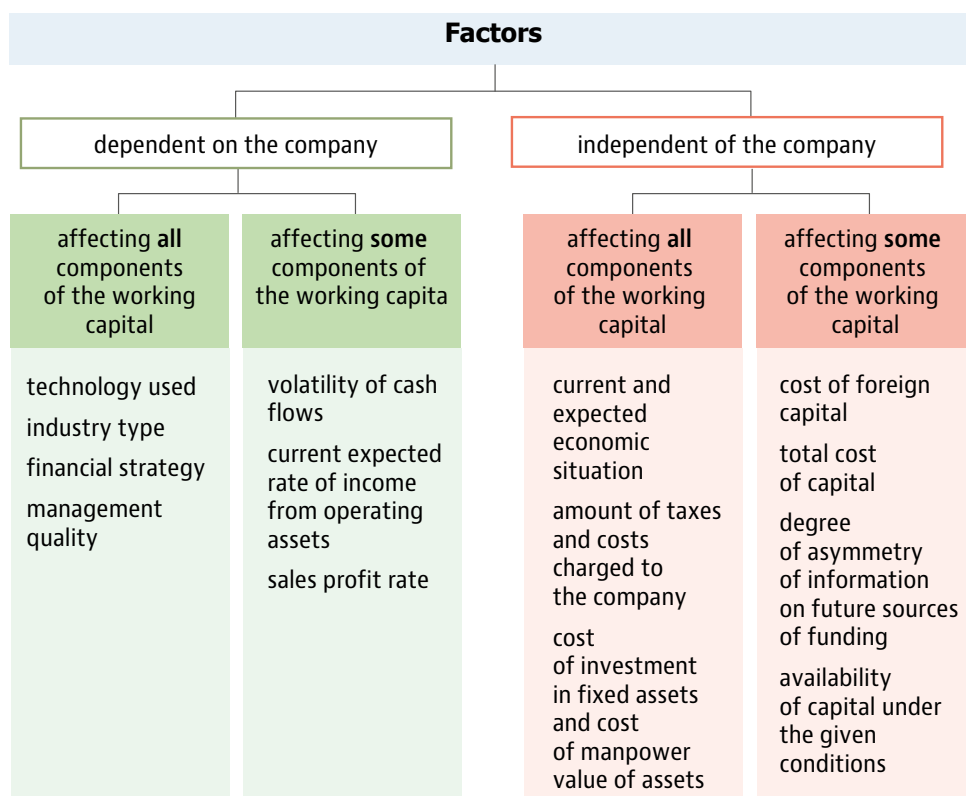 Factors
dependent on the company
independent of the company
affecting all
components
of the working
capital
affecting some
components of
the working capita
affecting all
components
of the working
capital
affecting some
components
of the working
capital
technology used
industry type
financial strategy
management
quality
volatility of cash
flows
current expected
rate of income
from operating
assets
sales profit rate
current and
expected
economic
situation
amount of taxes
and costs
charged to
the company
cost
of investment
in fixed assets
and cost
of manpower
value of assets
cost of foreign
capital
total cost
of capital
degree
of asymmetry
of information
on future sources
of funding
availability
of capital under
the given
conditions